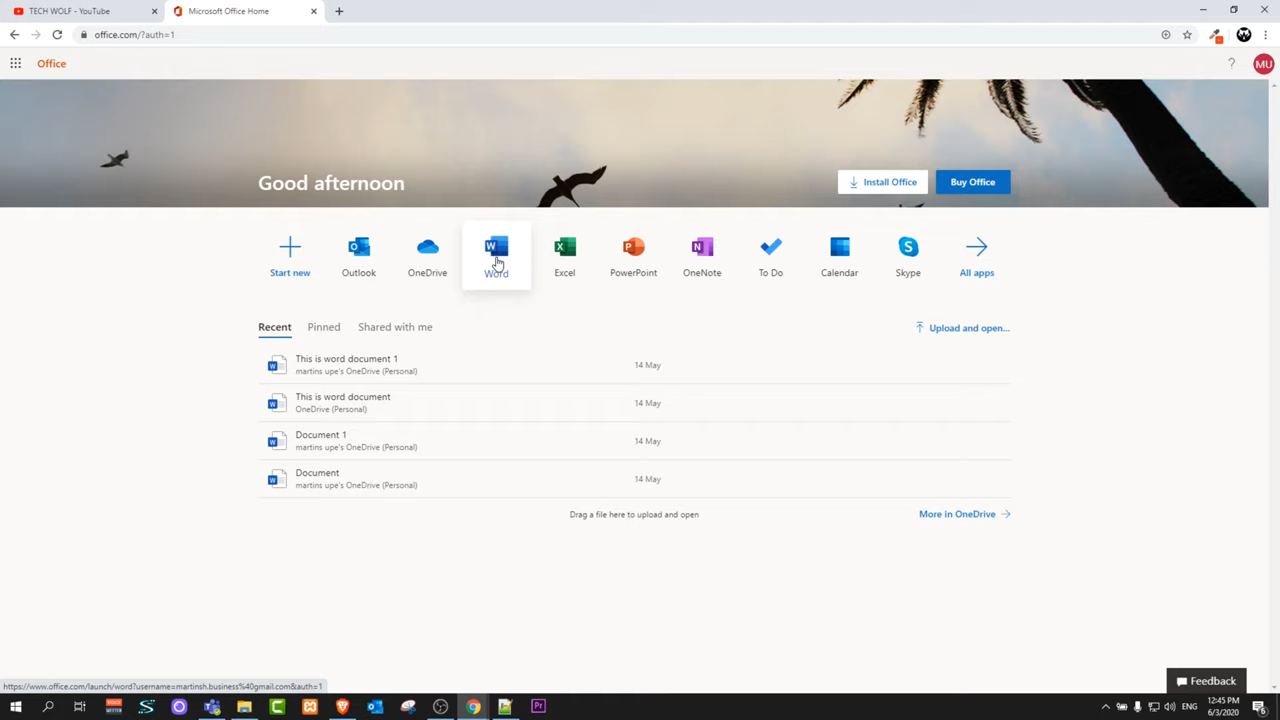 TECH WOLF - YouTube
Microsoft Office Home
office.com/?auth=1
Office
?
MU
Good afternoon
Install Office
Buy Office
Start new
Outlook
OneDrive
Word
Excel
PowerPoint
OneNote
To Do
Calendar
Skype
All apps
Recent
Pinned
Shared with me
Upload and open...
This is word document 1
martins upe's OneDrive (Personal)
14 May
This is word document
OneDrive (Personal)
14 May
Document 1
martins upe's OneDrive (Personal)
14 May
Document
martins upe's OneDrive (Personal)
14 May
Drag a file here to upload and open
More in OneDrive
Feedback
https://www.office.com/launch/word?username=martinsh.business%40gmail.com&auth=1
ENG
12:45 PM
6/3/2020